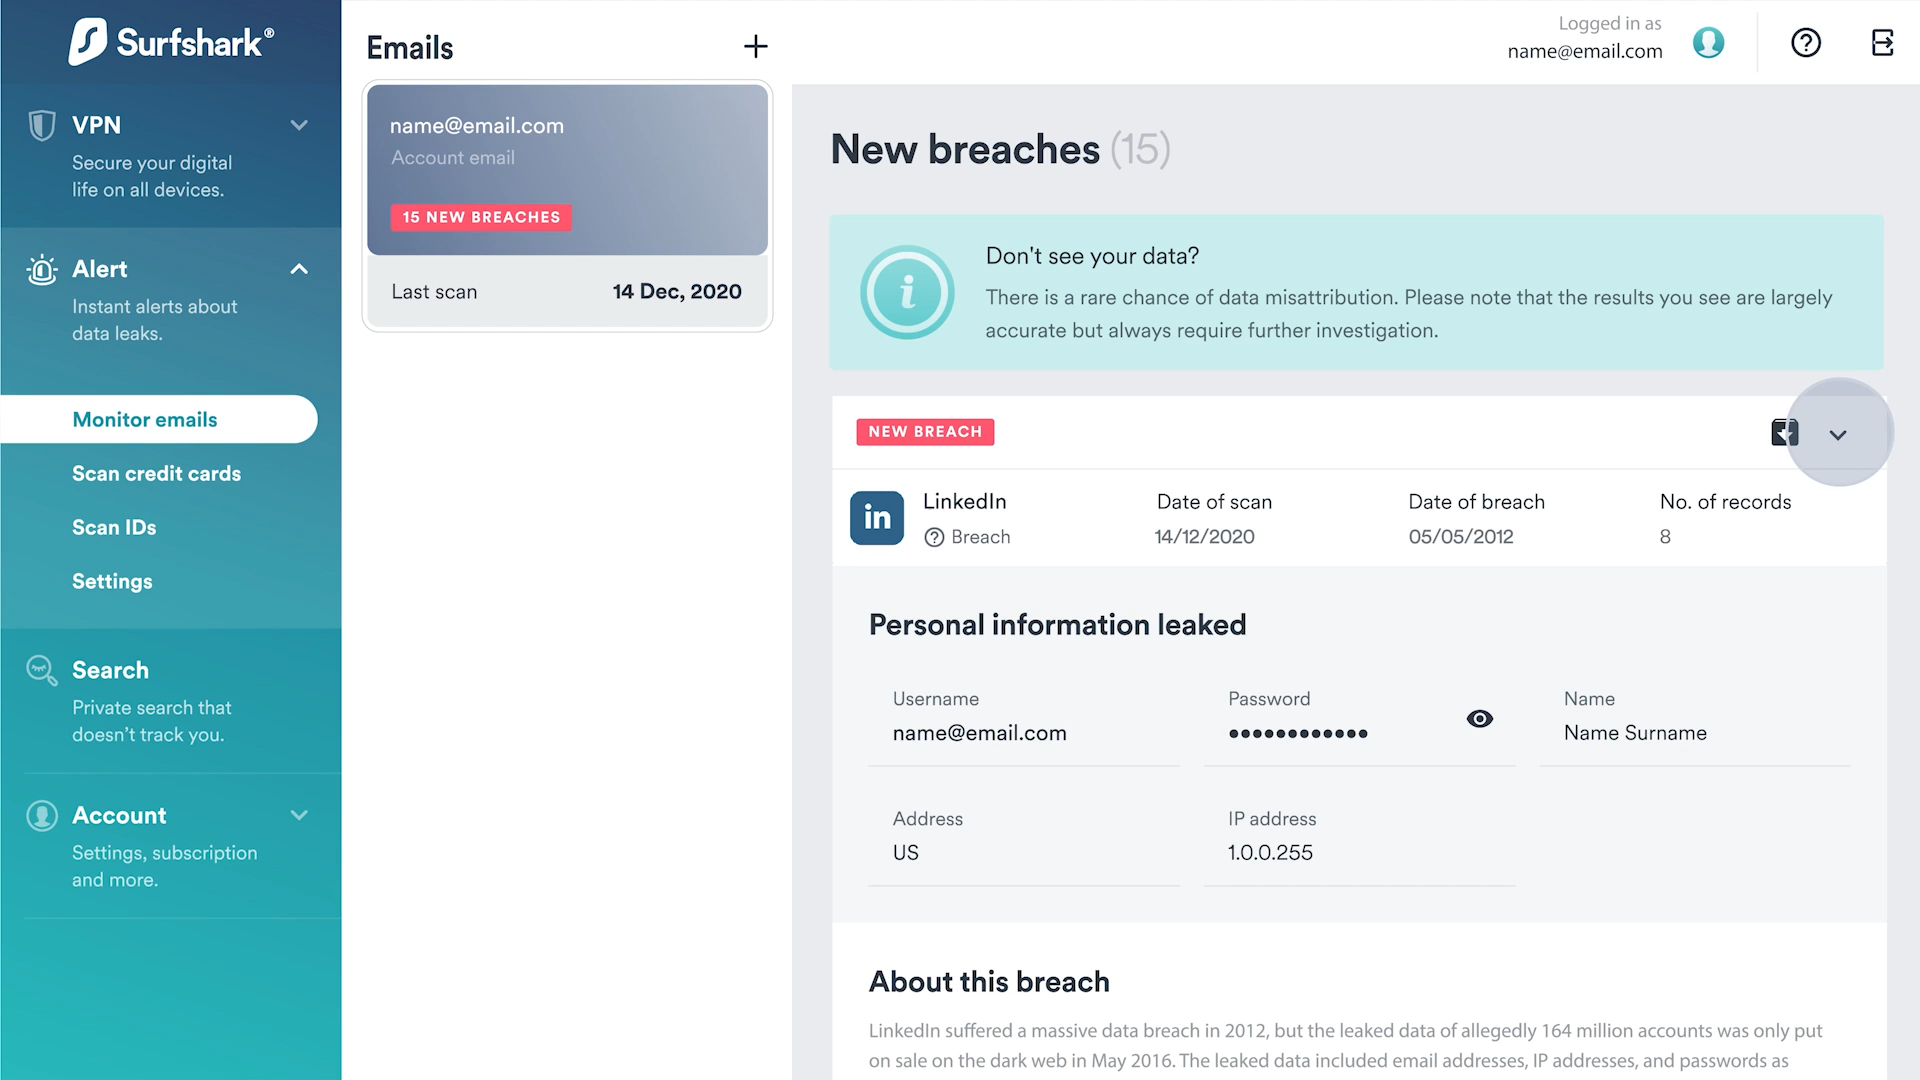 Surfshark®
VPN
Secure your digital
life on all devices.
Alert
Instant alerts about
data leaks.
Monitor emails
Scan credit cards
Scan IDs
Settings
Search
Private search that
doesn't track you.
Account
Settings, subscription
and more.
Emails
name@email.com
Account email
15 NEW BREACHES
Last scan 14 Dec, 2020
Logged in as
name@email.com
New breaches (15)
Don't see your data?
There is a rare chance of data misattribution. Please note that the results you see are largely
accurate but always require further investigation.
NEW BREACH
in
LinkedIn Date of scan Date of breach No. of records
Breach 14/12/2020 05/05/2012 8
Personal information leaked
Username Password Name
name@email.com •••••••••••• Name Surname
Address IP address
US 1.0.0.255
About this breach
LinkedIn suffered a massive data breach in 2012, but the leaked data of allegedly 164 million accounts was only put
on sale on the dark web in May 2016. The leaked data included email addresses, IP addresses, and passwords as